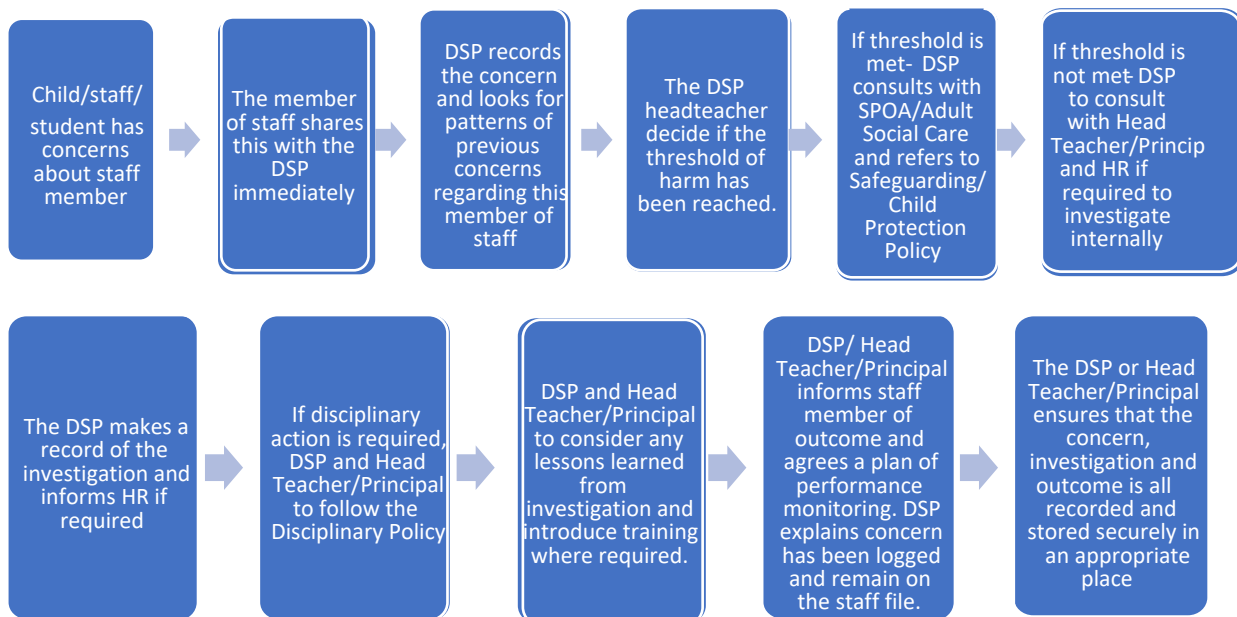 Child/staff/
student has
concerns
about staff
member
The member
of staff shares
this with the
DSP
immediately
DSP records
the concern
and looks for
patterns of
previous
concerns
regarding this
member of
staff
The DSP
headteacher
decide if the
threshold of
harm has
been reached.
If threshold is
met- DSP
consults with
SPOA/Adult
Social Care
and refers to
Safeguarding/
Child
Protection
Policy
If threshold is
not met- DSP
to consult
with Head
Teacher/Princip
and HR if
required to
investigate
internally
The DSP makes a
record of the
investigation and
informs HR if
required
If disciplinary
action is required,
DSP and Head
Teacher/Principal
to follow the
Disciplinary Policy
DSP and Head
Teacher/Principal
to consider any
lessons learned
from
investigation and
introduce training
where required.
DSP/ Head
Teacher/Principal
informs staff
member of
outcome and
agrees a plan of
performance
monitoring. DSP
explains concern
has been logged
and remain on
the staff file.
The DSP or Head
Teacher/Principal
ensures that the
concern,
investigation and
outcome is all
recorded and
stored securely in
an appropriate
place